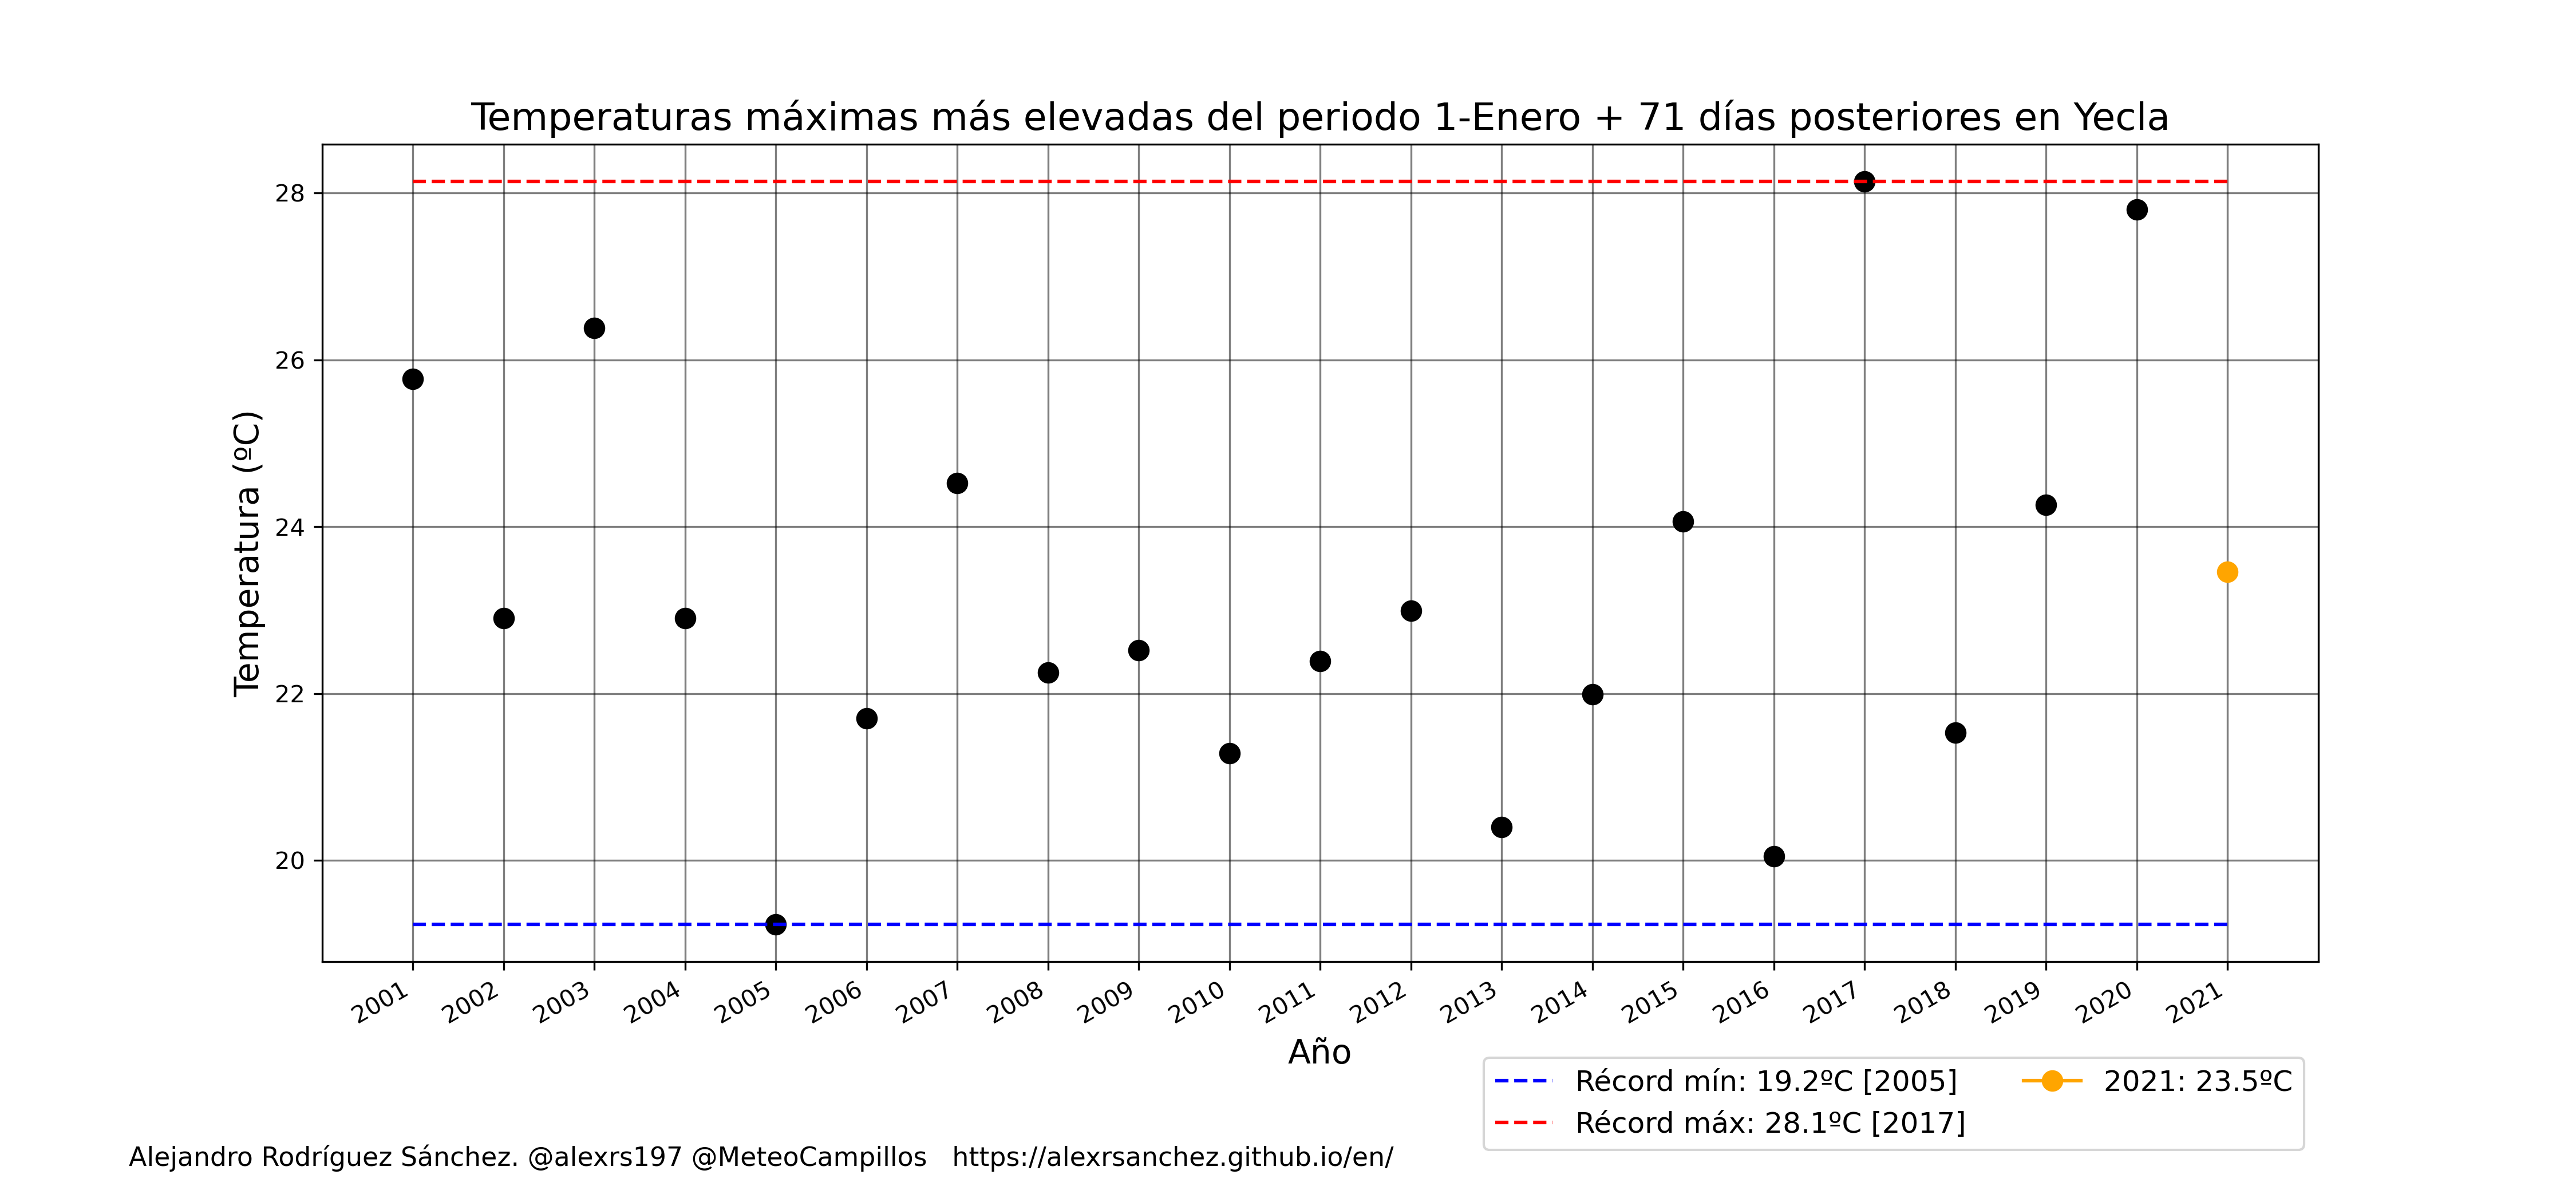 Temperaturas máximas más elevadas del periodo 1-Enero + 71 días posteriores en Yecla
Temperatura (ºC)
28
26
24
22
20
2001 2002 2003 2004 2005 2006 2007 2008 2009 2010 2011 2012 2013 2014 2015 2016 2017 2018 2019 2020 2021
Año
Récord mín: 19.2ºC [2005]
Récord máx: 28.1ºC [2017]
2021: 23.5ºC
Alejandro Rodríguez Sánchez. @alexrs197 @MeteoCampillos https://alexrsanchez.github.io/en/